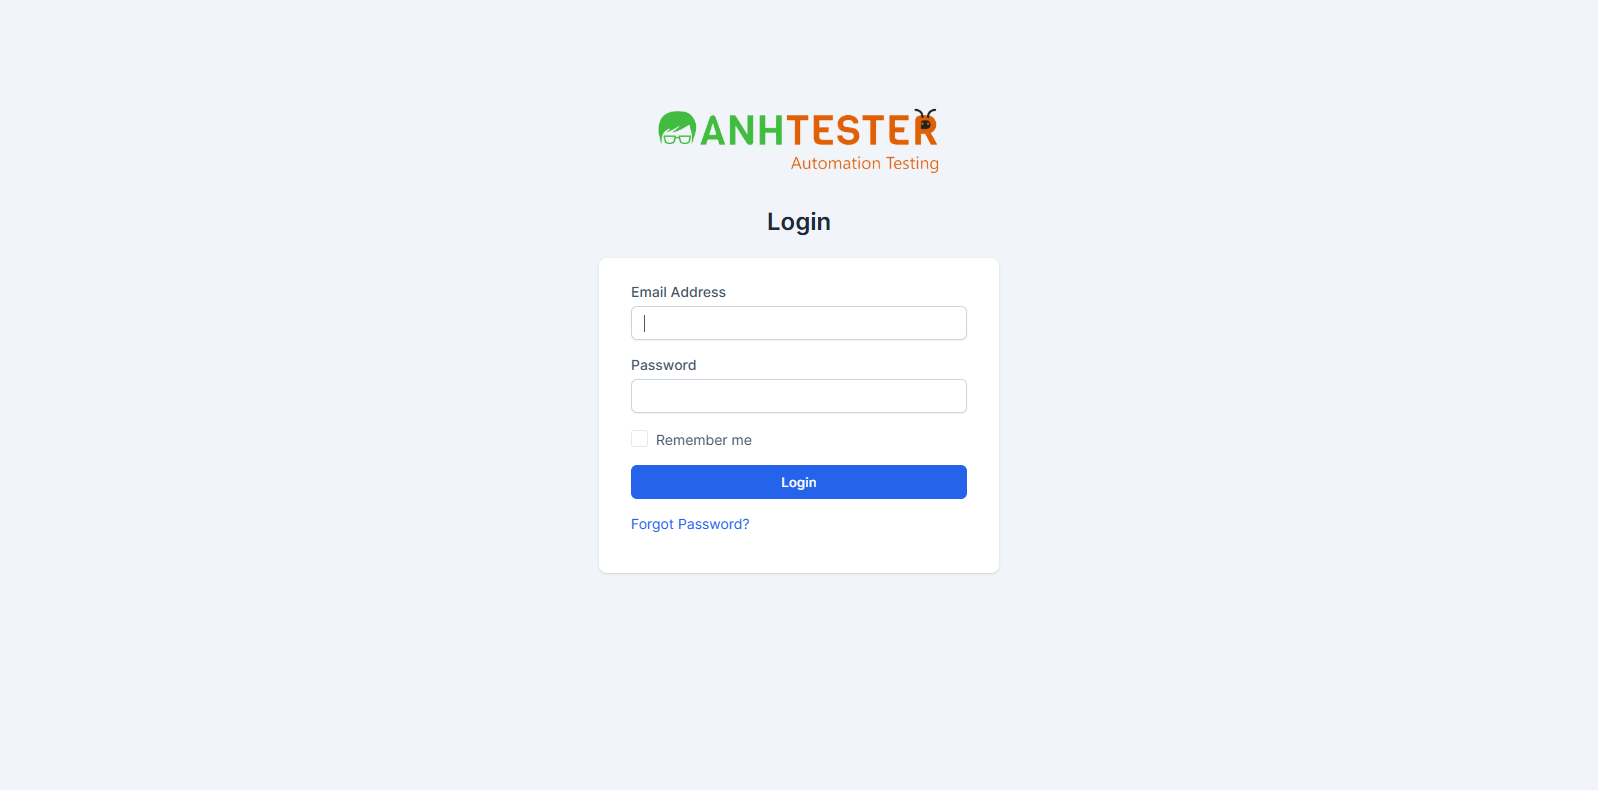 ANHTESTER
Automation Testing
Login
Email Address
Password
Remember me
Login
Forgot Password?